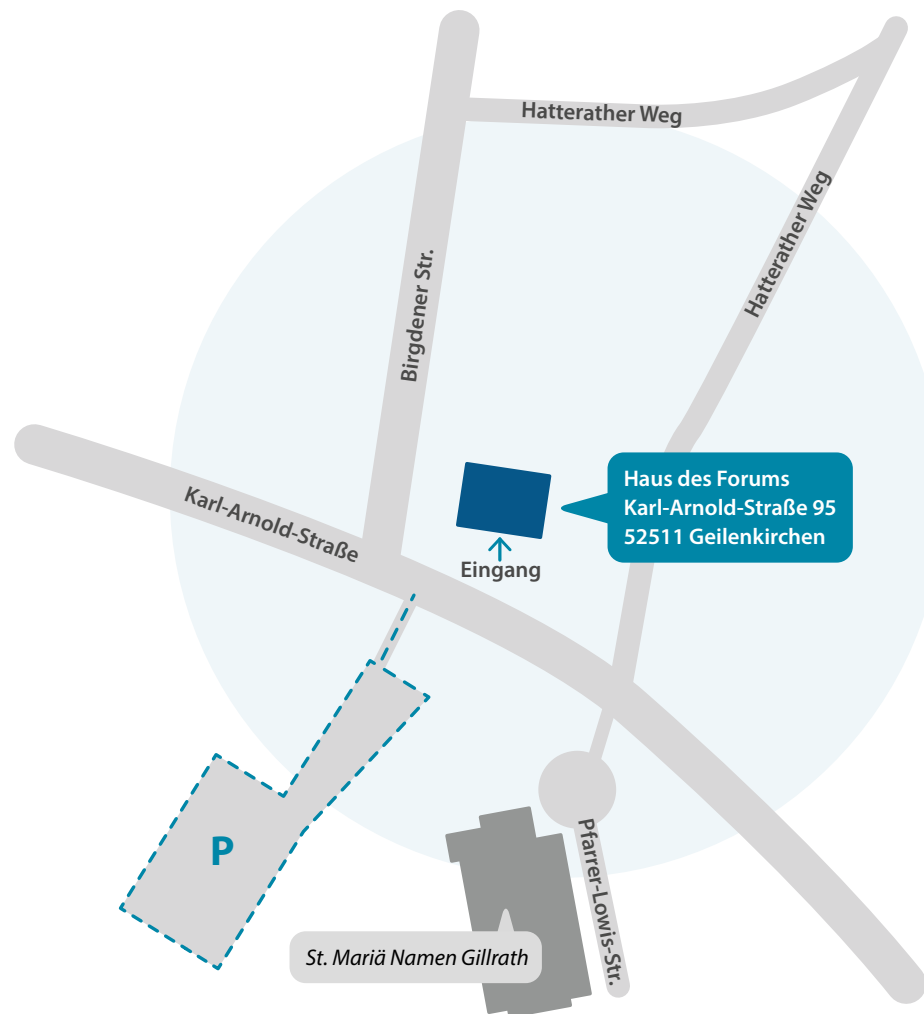 Hatterather Weg
Hatterather Weg
Birgdener Str.
Karl-Arnold-Straße
Haus des Forums
Karl-Arnold-Straße 95
52511 Geilenkirchen
Eingang
P
Pfarrer-Lowis-Str.
St. Mariä Namen Gillrath